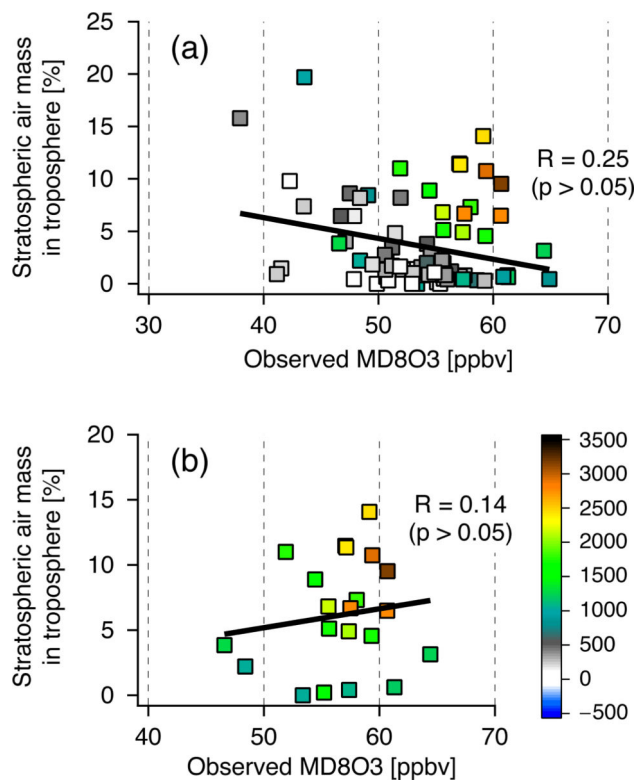 (a)
25
20
15
10
5
0
Stratospheric air mass
in troposphere [%]
R = 0.25
(p > 0.05)
30 40 50 60 70
Observed MD8O3 [ppbv]
(b)
20
15
10
5
0
Stratospheric air mass
in troposphere [%]
R = 0.14
(p > 0.05)
40 50 60 70
Observed MD8O3 [ppbv]
3500
3000
2500
2000
1500
1000
500
0
−500